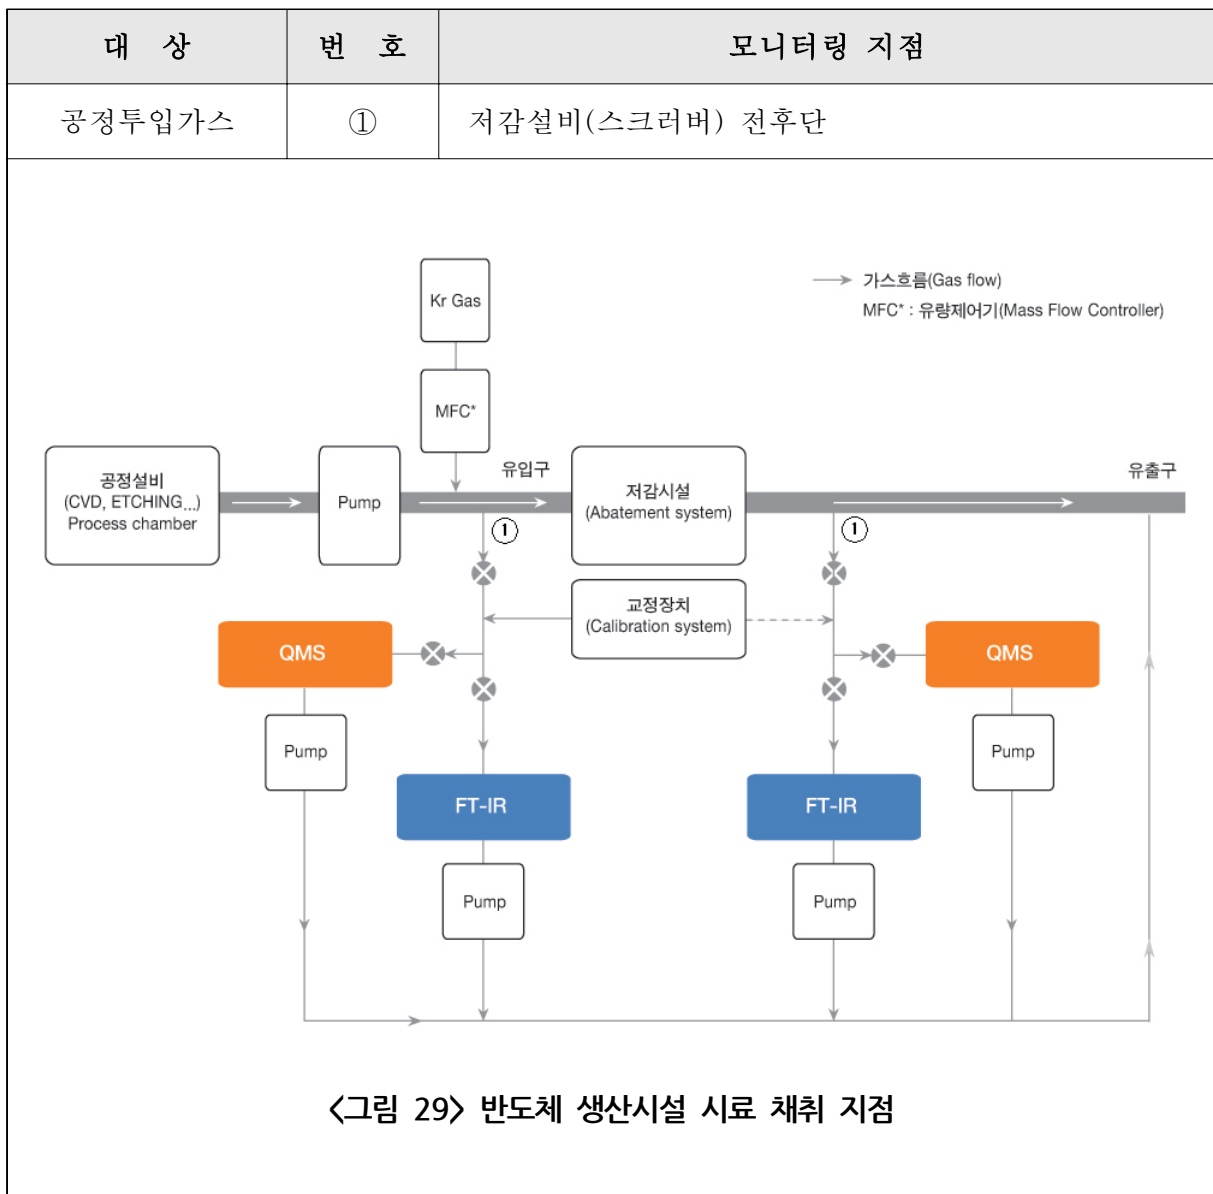 대 상 번 호 모니터링 지점
공정투입가스 ① 저감설비(스크러버) 전후단
Kr Gas
가스흐름(Gas flow)
MFC* : 유량제어기(Mass Flow Controller)
MFC*
유입구
유출구
공정설비
(CVD, ETCHING...)
Process chamber
Pump
저감시설
(Abatement system)
①
①
교정장치
(Calibration system)
QMS
QMS
Pump
Pump
FT-IR
FT-IR
Pump
Pump
<그림 29> 반도체 생산시설 시료 채취 지점